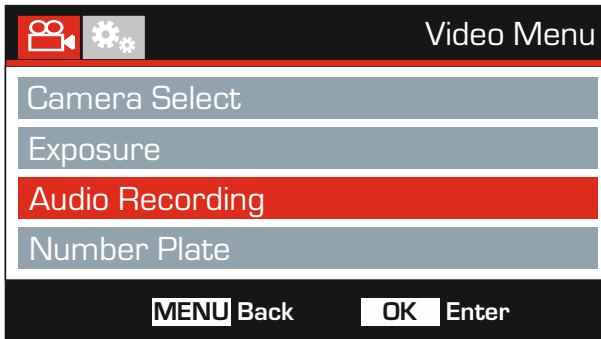 Video Menu
Camera Select
Exposure
Audio Recording
Number Plate
MENU Back OK Enter